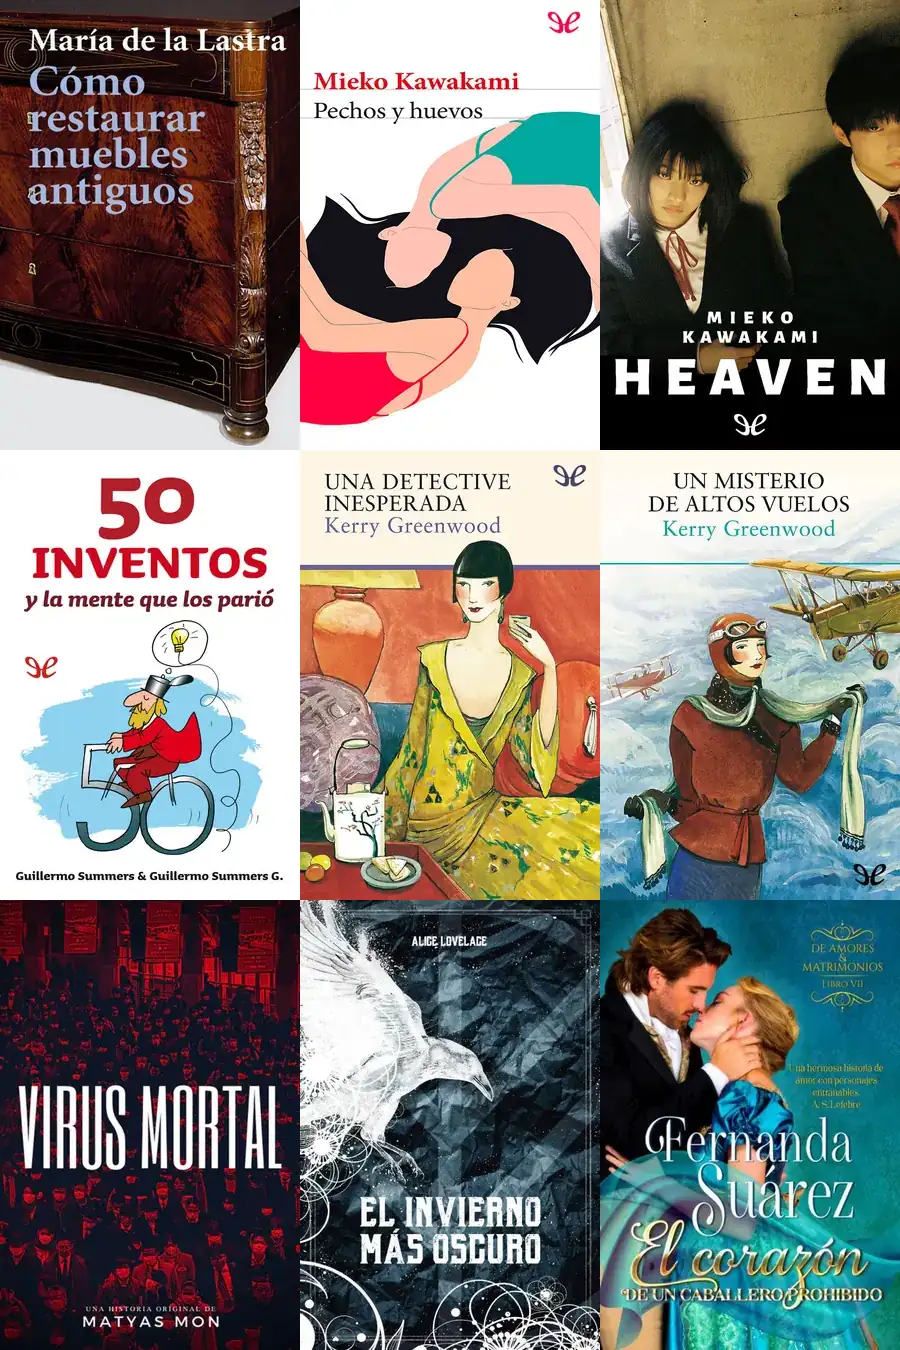 María de la Lastra
Cómo
restaurar
muebles
antiguos
Mieko Kawakami
Pechos y huevos
MIEKO
KAWAKAMI
HEAVEN
50
INVENTOS
y la mente que los parió
Guillermo Summers & Guillermo Summers G.
UNA DETECTIVE
INESPERADA
Kerry Greenwood
UN MISTERIO
DE ALTOS VUELOS
Kerry Greenwood
VIRUS MORTAL
UNA HISTORIA ORIGINAL DE
MATYAS MON
ALICE LOVELACE
EL INVIERNO
MÁS OSCURO
DE AMORES
&
MATRIMONIOS
LIBRO VII
Una hermosa historia de
amor con personajes
entrañables.
A. S. Lefebre
Fernanda
Suárez
El corazón
DE UN CABALLERO PROHIBIDO